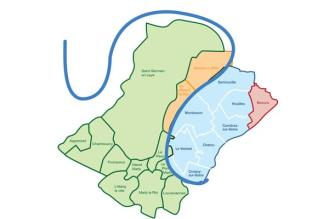 Saint Germain
en Laye
Sartrouville
Houilles
Bezons
Montesson
Carrières
sur-Seine
Chatou
Le Vésinet
Croissy
sur-Seine
Aigremont
Chambourcy
Fourqueux
Mareil
Marly
L'Etang
la ville
Marly le Roi
Louveciennes